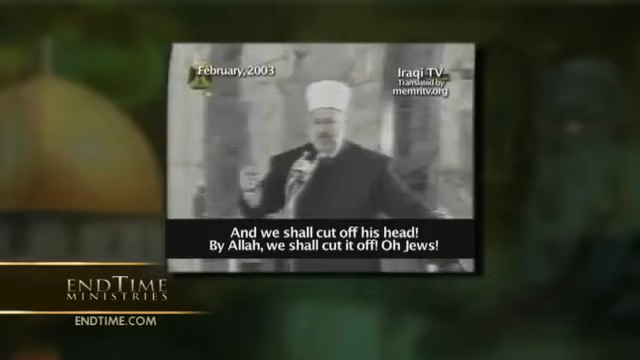 February, 2003
Iraqi TV
Translated by
memritv.org
And we shall cut off his head!
By Allah, we shall cut it off! Oh Jews!
ENDTIME
MINISTRIES
ENDTIME.COM